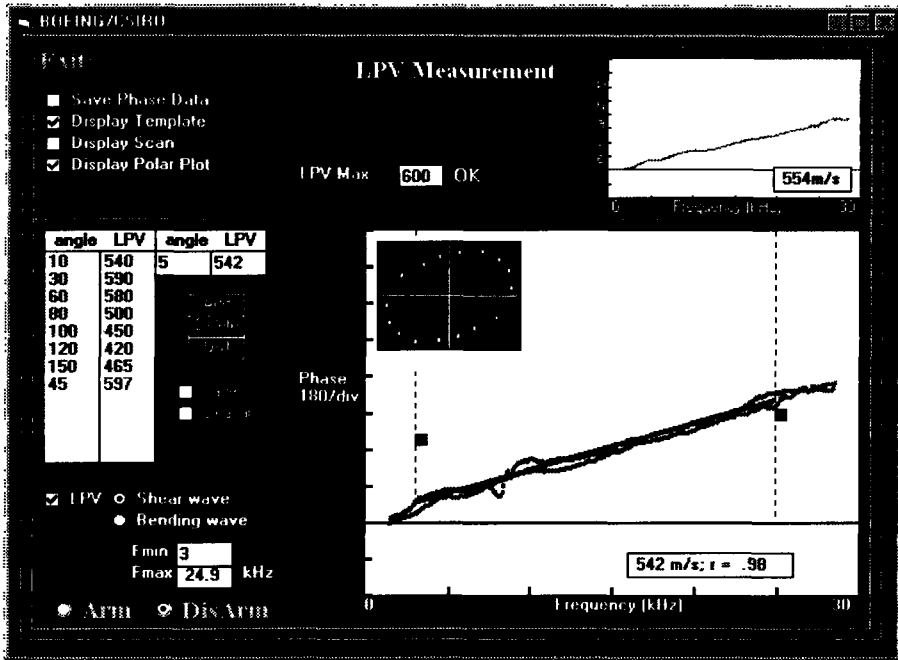 BOEING/CSIRO
Exit
LPV Measurement
Save Phase Data
Display Template
Display Scan
Display Polar Plot
LPV Max 600 OK
554m/s
0 Frequency [kHz] 30
angle LPV angle LPV
10 540 5 542
30 590
60 580
80 500
100 450
120 420
150 465
45 597
Phase
180/div
LPV Shear wave
Bending wave
Fmin 3
Fmax 24.9 kHz
542 m/s; r = .98
Arm DisArm
0 Frequency [kHz] 30